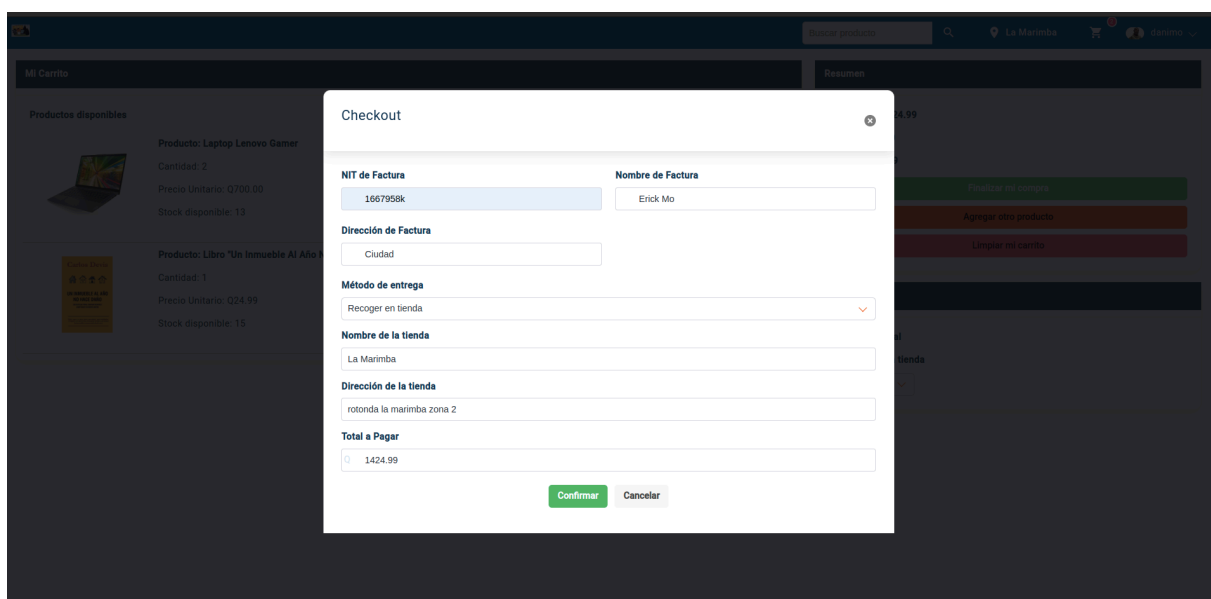 Buscar producto
La Marimba
danimo
Mi Carrito
Resumen
Productos disponibles
Producto: Laptop Lenovo Gamer
Cantidad: 2
Precio Unitario: Q700.00
Stock disponible: 13
Producto: Libro "Un Inmueble Al Año
Cantidad: 1
Precio Unitario: Q24.99
Stock disponible: 15
24.99
Finalizar mi compra
Agregar otro producto
Limpiar mi carrito
al
tienda
Checkout
NIT de Factura
Nombre de Factura
1667958k
Erick Mo
Dirección de Factura
Ciudad
Método de entrega
Recoger en tienda
Nombre de la tienda
La Marimba
Dirección de la tienda
rotonda la marimba zona 2
Total a Pagar
Q 1424.99
Confirmar Cancelar